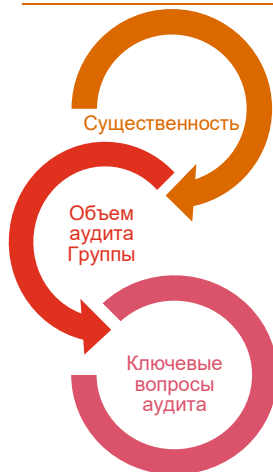 Существенность
Объем
аудита
Группы
Ключевые
вопросы
аудита